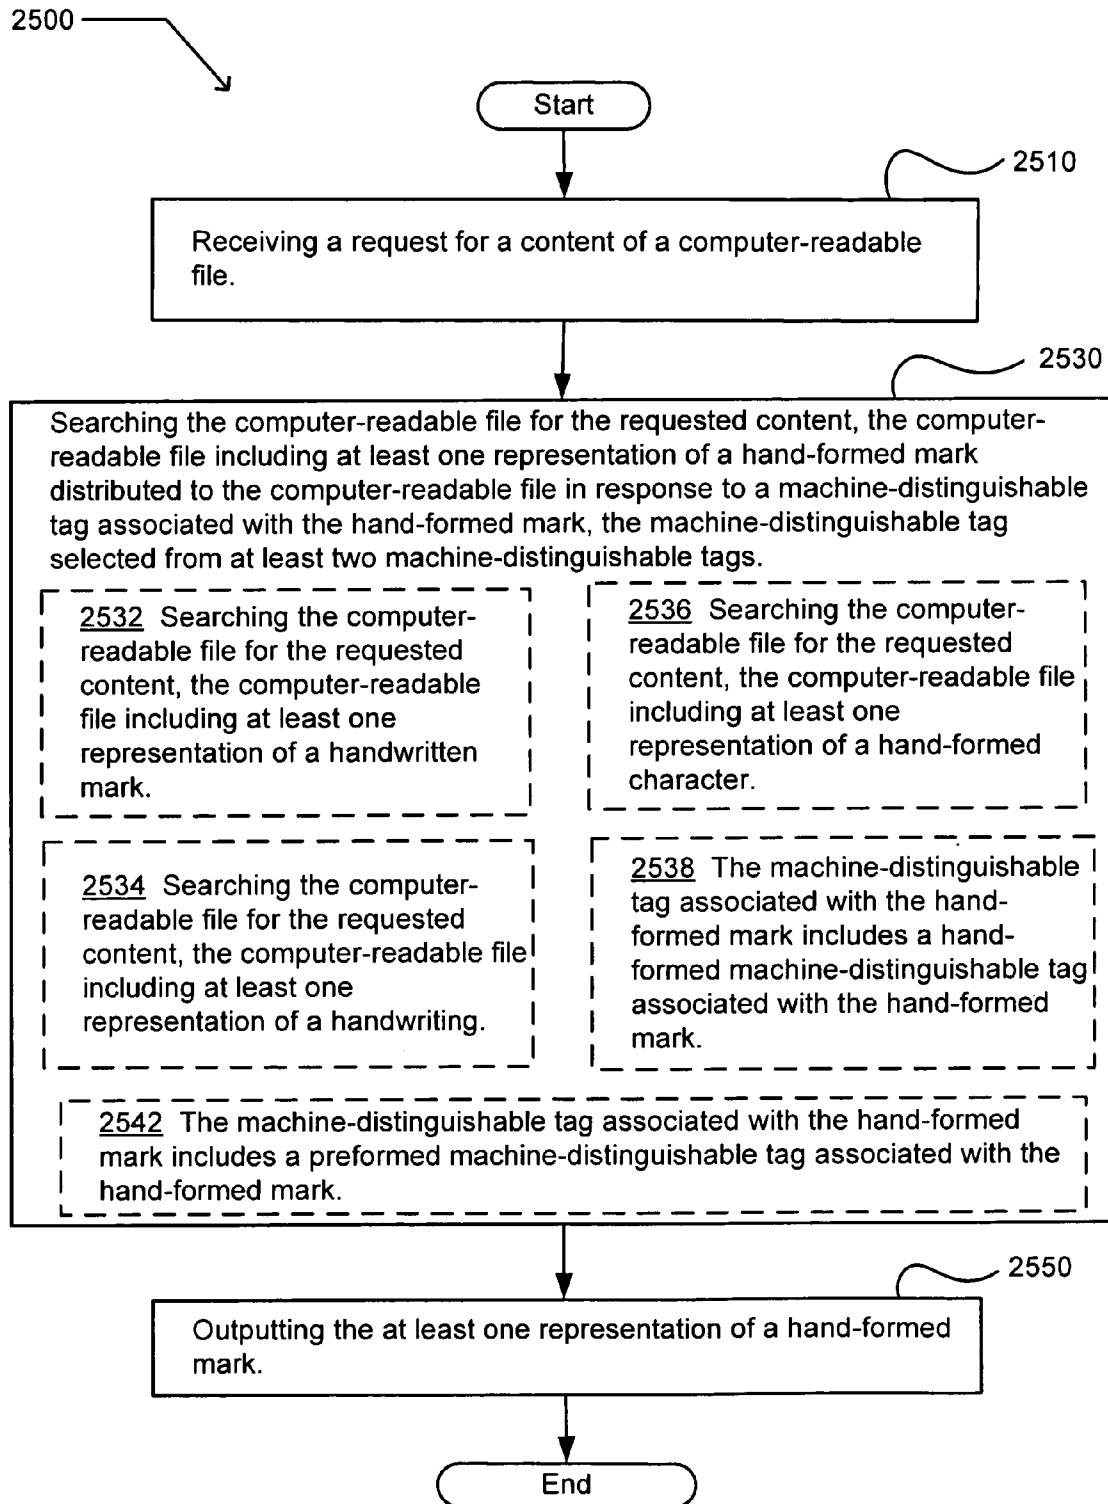 2500
Start
2510
Receiving a request for a content of a computer-readable
file.
2530
Searching the computer-readable file for the requested content, the computer-
readable file including at least one representation of a hand-formed mark
distributed to the computer-readable file in response to a machine-distinguishable
tag associated with the hand-formed mark, the machine-distinguishable tag
selected from at least two machine-distinguishable tags.
2532 Searching the computer-
readable file for the requested
content, the computer-readable
file including at least one
representation of a handwritten
mark.
2536 Searching the computer-
readable file for the requested
content, the computer-readable file
including at least one
representation of a hand-formed
character.
2534 Searching the computer-
readable file for the requested
content, the computer-readable file
including at least one
representation of a handwriting.
2538 The machine-distinguishable
tag associated with the hand-
formed mark includes a hand-
formed machine-distinguishable tag
associated with the hand-formed
mark.
2542 The machine-distinguishable tag associated with the hand-formed
mark includes a preformed machine-distinguishable tag associated with the
hand-formed mark.
2550
Outputting the at least one representation of a hand-formed
mark.
End